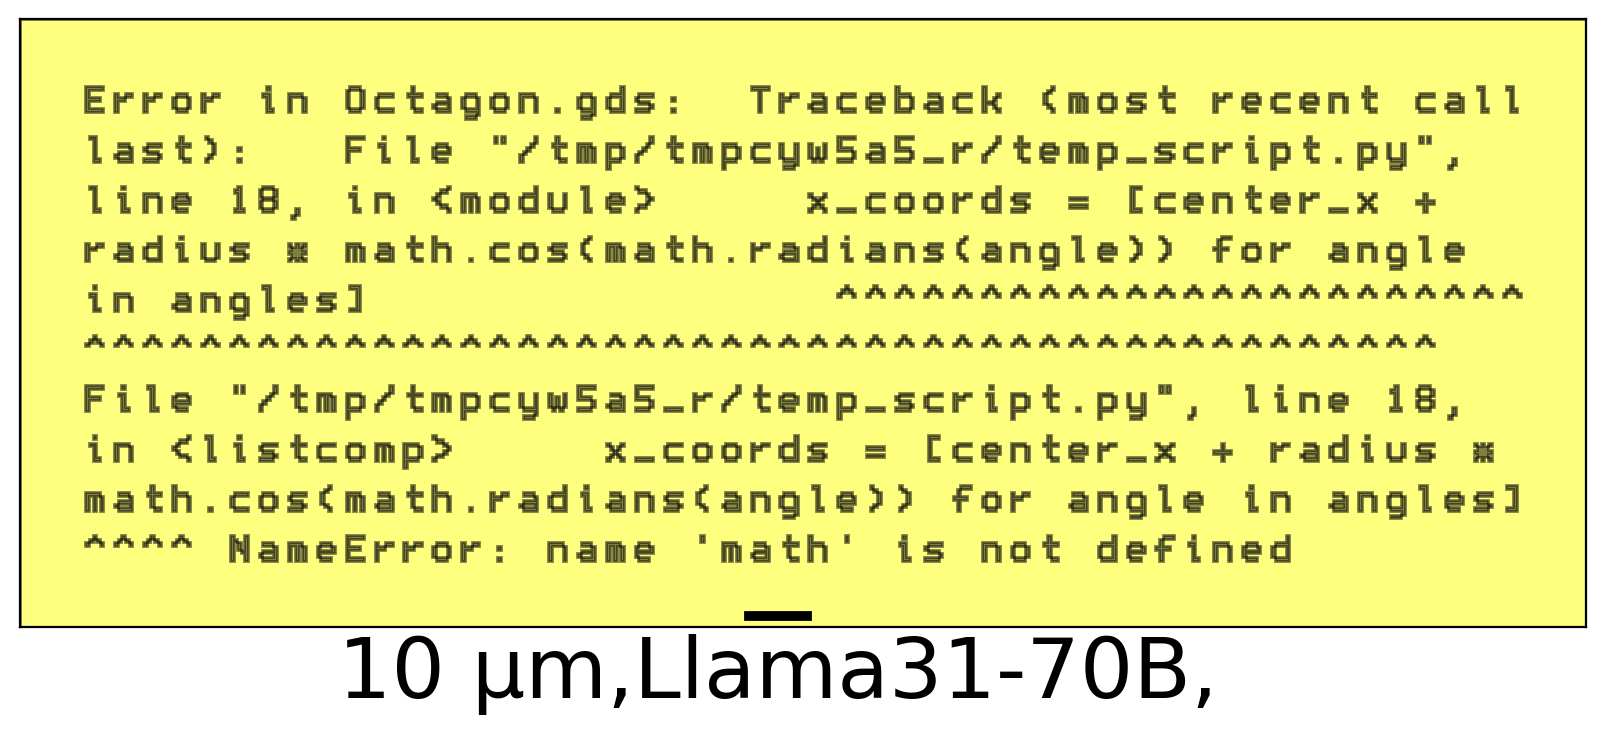 Error in Octagon.gds:  Traceback (most recent call
last):   File "/tmp/tmpcyw5a5_r/temp_script.py",
line 18, in <module>     x_coords = [center_x +
radius * math.cos(math.radians(angle)) for angle
in angles]                ^^^^^^^^^^^^^^^^^^^^^^^^
^^^^^^^^^^^^^^^^^^^^^^^^^^^^^^^^^^^^^^^^^^^^^^^
File "/tmp/tmpcyw5a5_r/temp_script.py", line 18,
in <listcomp>     x_coords = [center_x + radius *
math.cos(math.radians(angle)) for angle in angles]
^^^^ NameError: name 'math' is not defined
10 μm,Llama31-70B,